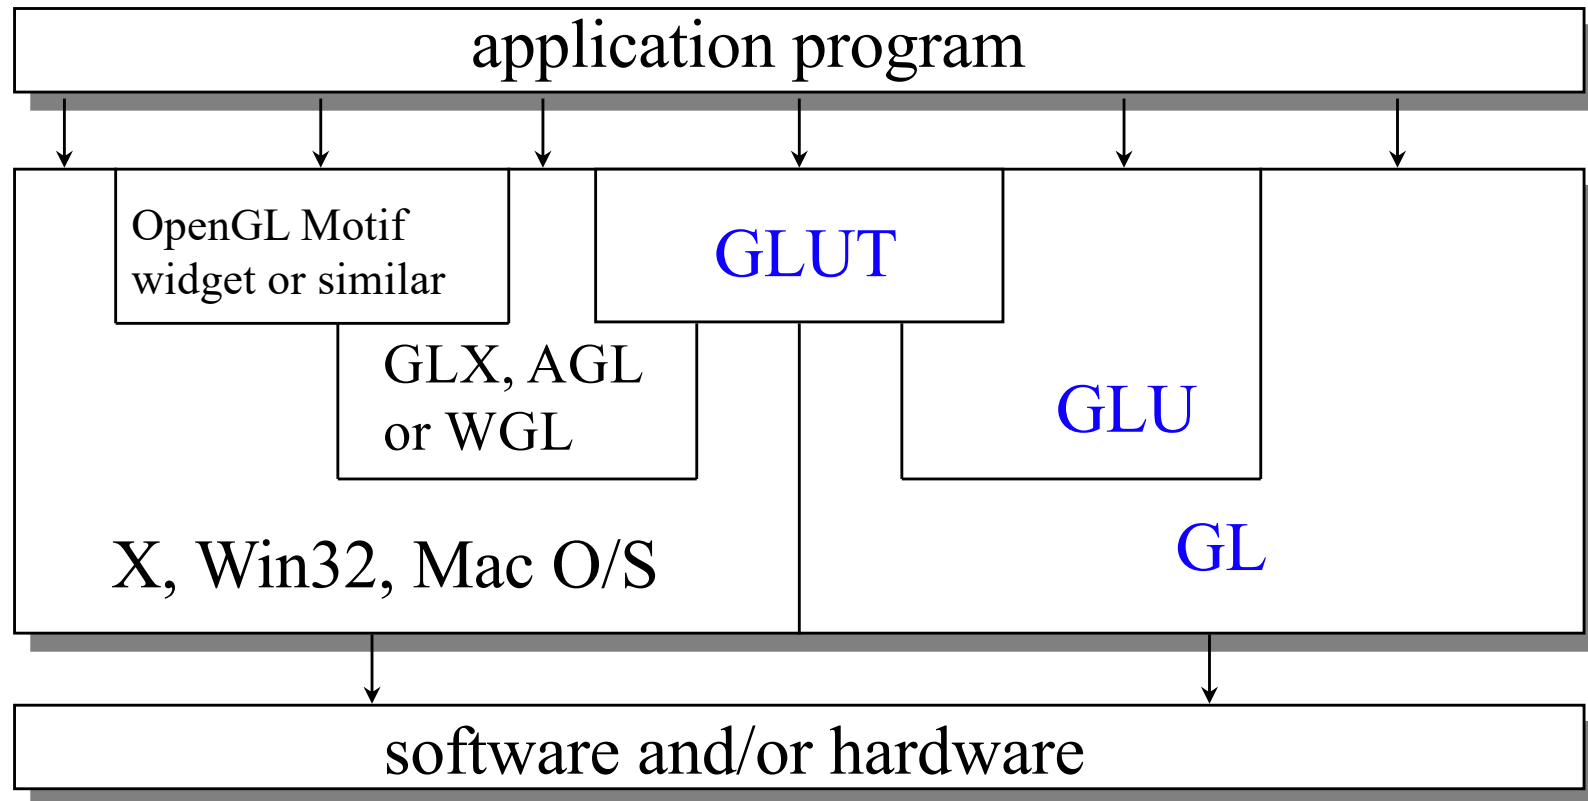 application program
OpenGL Motif
widget or similar
GLUT
GLX, AGL
or WGL
GLU
X, Win32, Mac O/S
GL
software and/or hardware